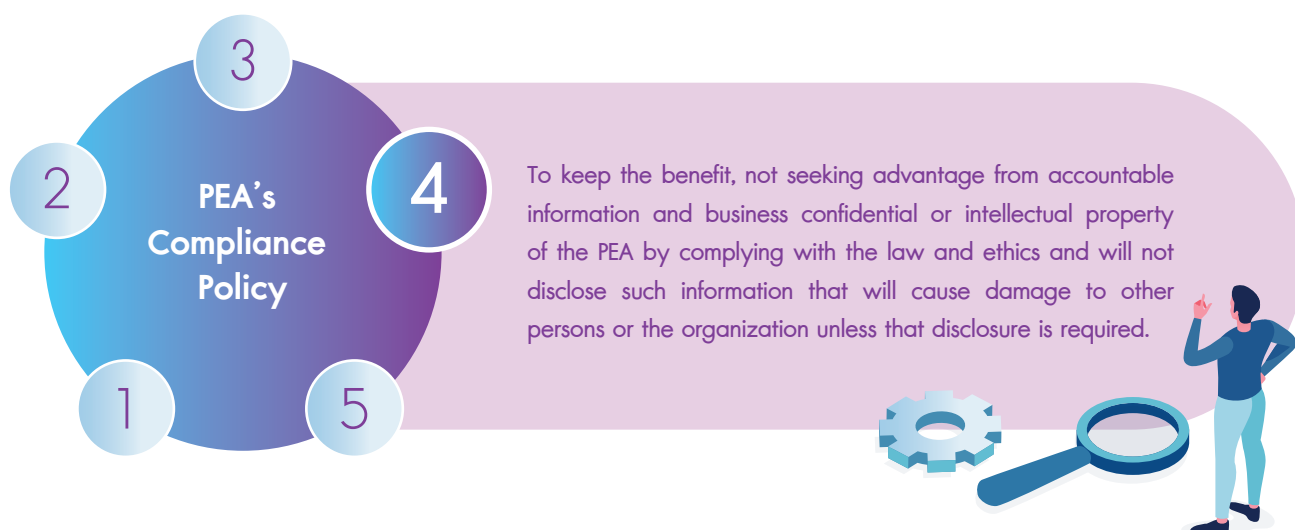 3
2
4
1
5
PEA's
Compliance
Policy
To keep the benefit, not seeking advantage from accountable
information and business confidential or intellectual property
of the PEA by complying with the law and ethics and will not
disclose such information that will cause damage to other
persons or the organization unless that disclosure is required.